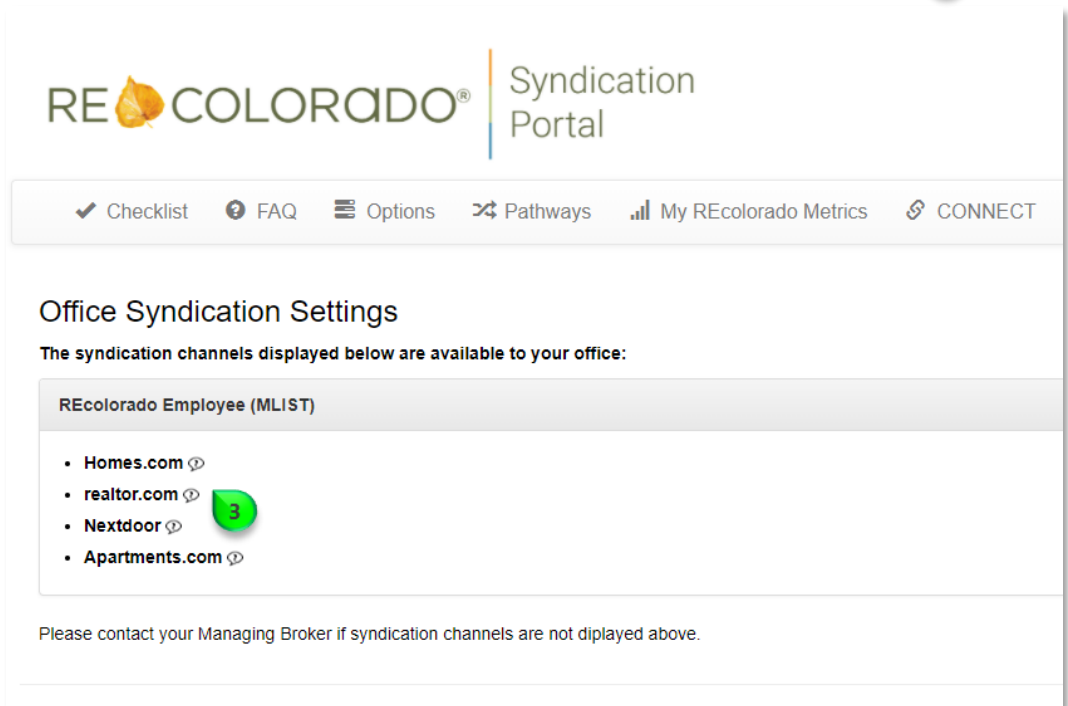 RE COLORADO® Syndication
Portal
Checklist FAQ Options Pathways My REcolorado Metrics CONNECT
Office Syndication Settings
The syndication channels displayed below are available to your office:
REcolorado Employee (MLIST)
• Homes.com
• realtor.com
3
• Nextdoor
• Apartments.com
Please contact your Managing Broker if syndication channels are not diplayed above.